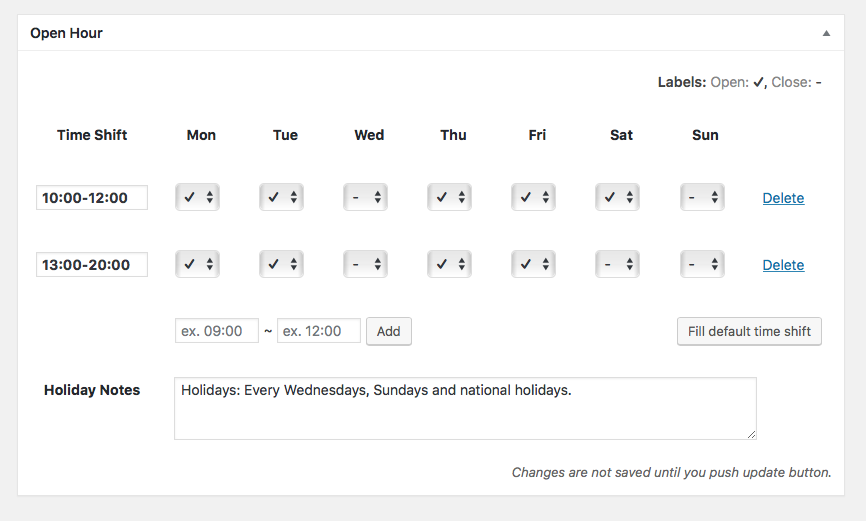 Open Hour
Labels: Open: ✓, Close: -
Time Shift Mon Tue Wed Thu Fri Sat Sun
10:00-12:00 ✓ ✓ - ✓ ✓ ✓ - Delete
13:00-20:00 ✓ ✓ - ✓ ✓ - - Delete
ex. 09:00 ~ ex. 12:00 Add Fill default time shift
Holiday Notes Holidays: Every Wednesdays, Sundays and national holidays.
Changes are not saved until you push update button.